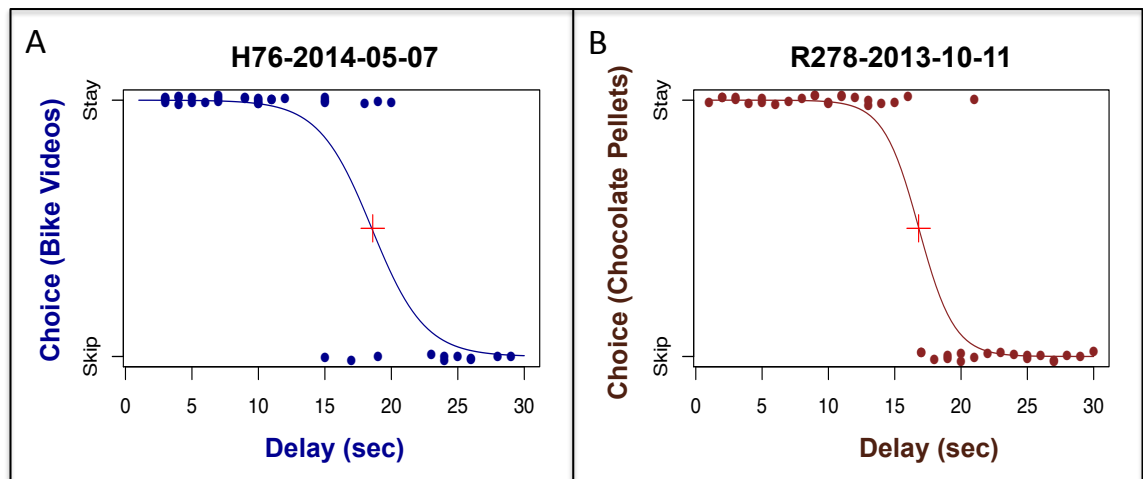 A
H76-2014-05-07
Choice (Bike Videos)
Stay
Skip
0 5 10 15 20 25 30
Delay (sec)
B
R278-2013-10-11
Choice (Chocolate Pellets)
Stay
Skip
0 5 10 15 20 25 30
Delay (sec)